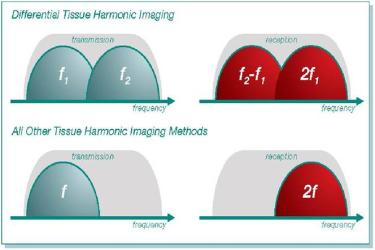 Differential Tissue Harmonic Imaging
transmission
reception
f1
f2
f2-f1
2f1
frequency
frequency
All Other Tissue Harmonic Imaging Methods
transmission
reception
f
2f
frequency
frequency